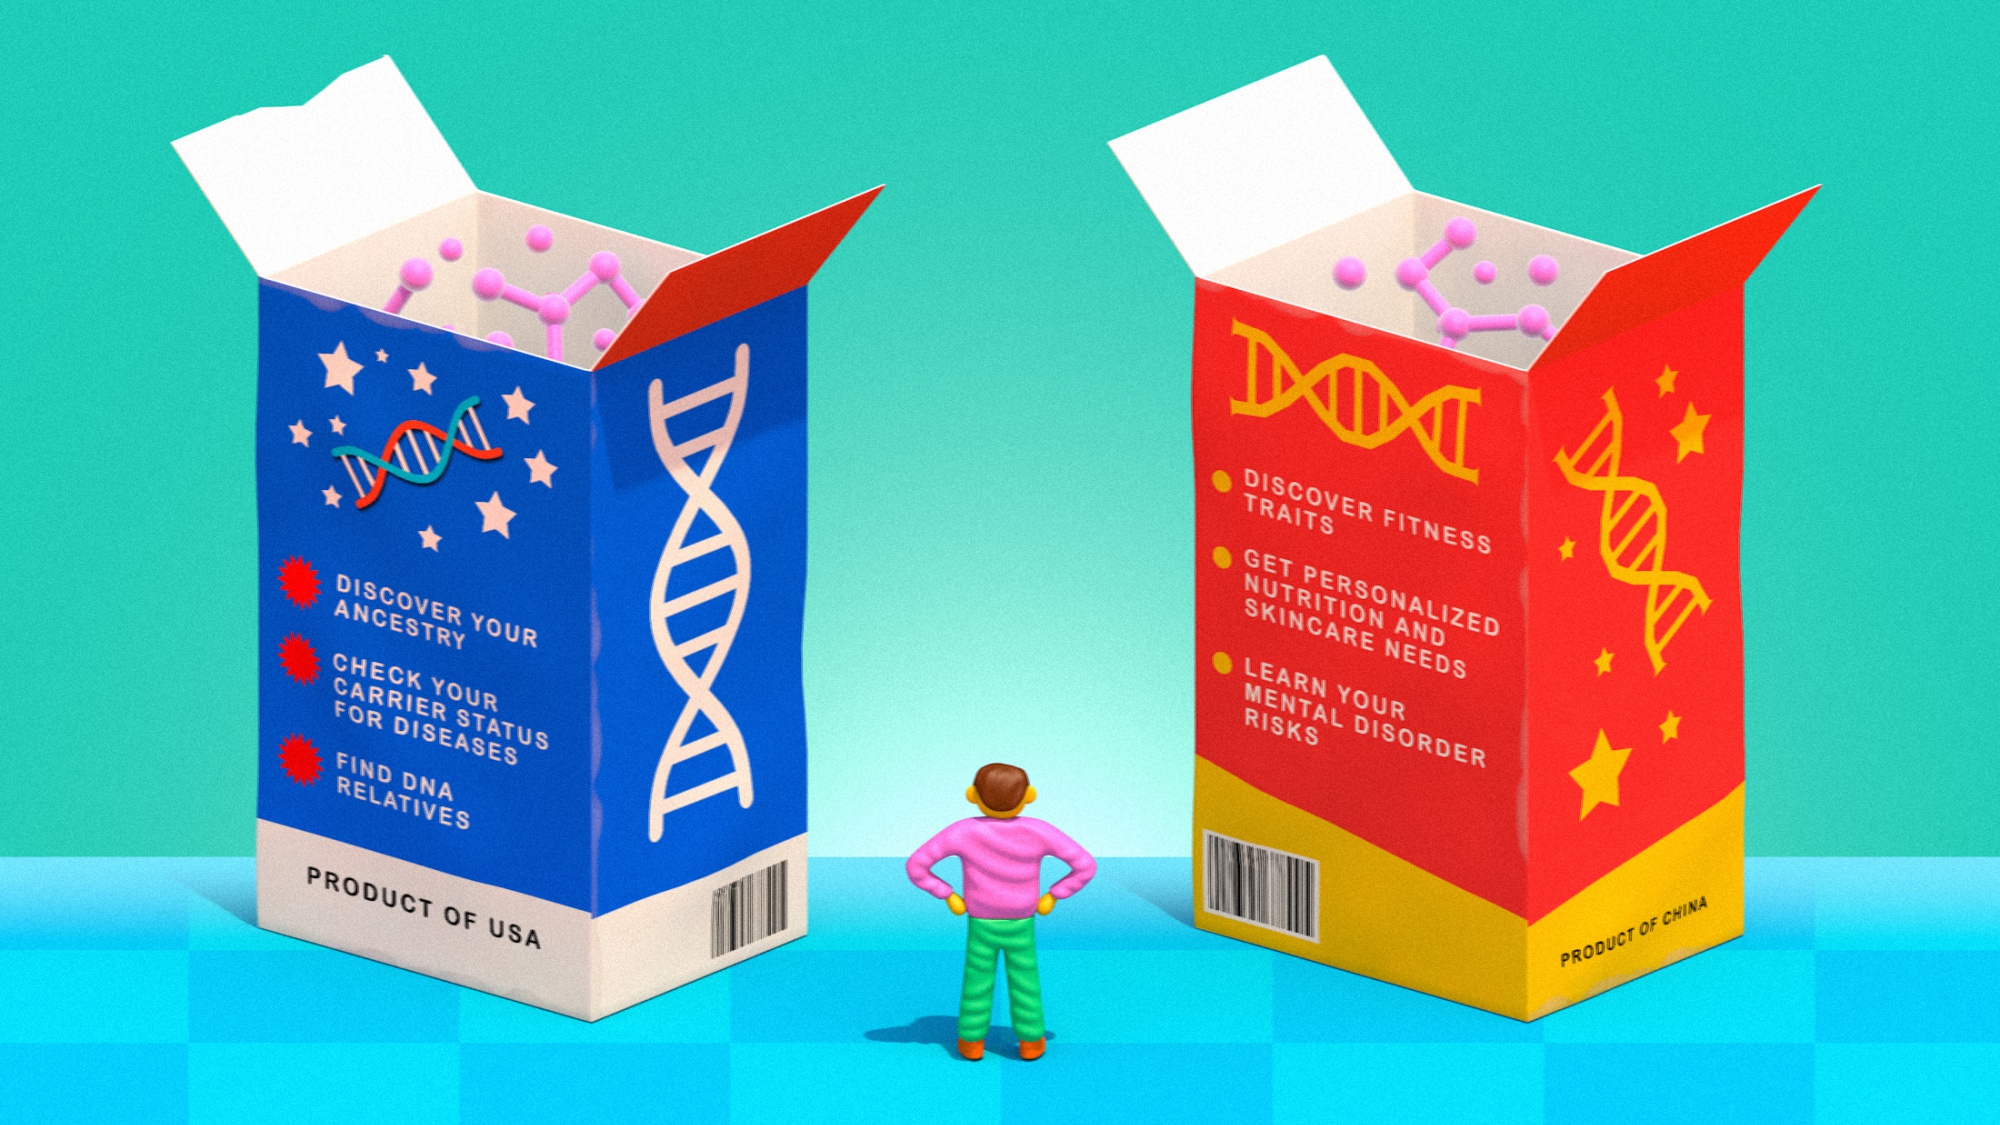 DISCOVER YOUR
ANCESTRY
CHECK YOUR
CARRIER STATUS
FOR DISEASES
FIND DNA
RELATIVES
PRODUCT OF USA
DISCOVER FITNESS
TRAITS
GET PERSONALIZED
NUTRITION AND
SKINCARE NEEDS
LEARN YOUR
MENTAL DISORDER
RISKS
PRODUCT OF CHINA